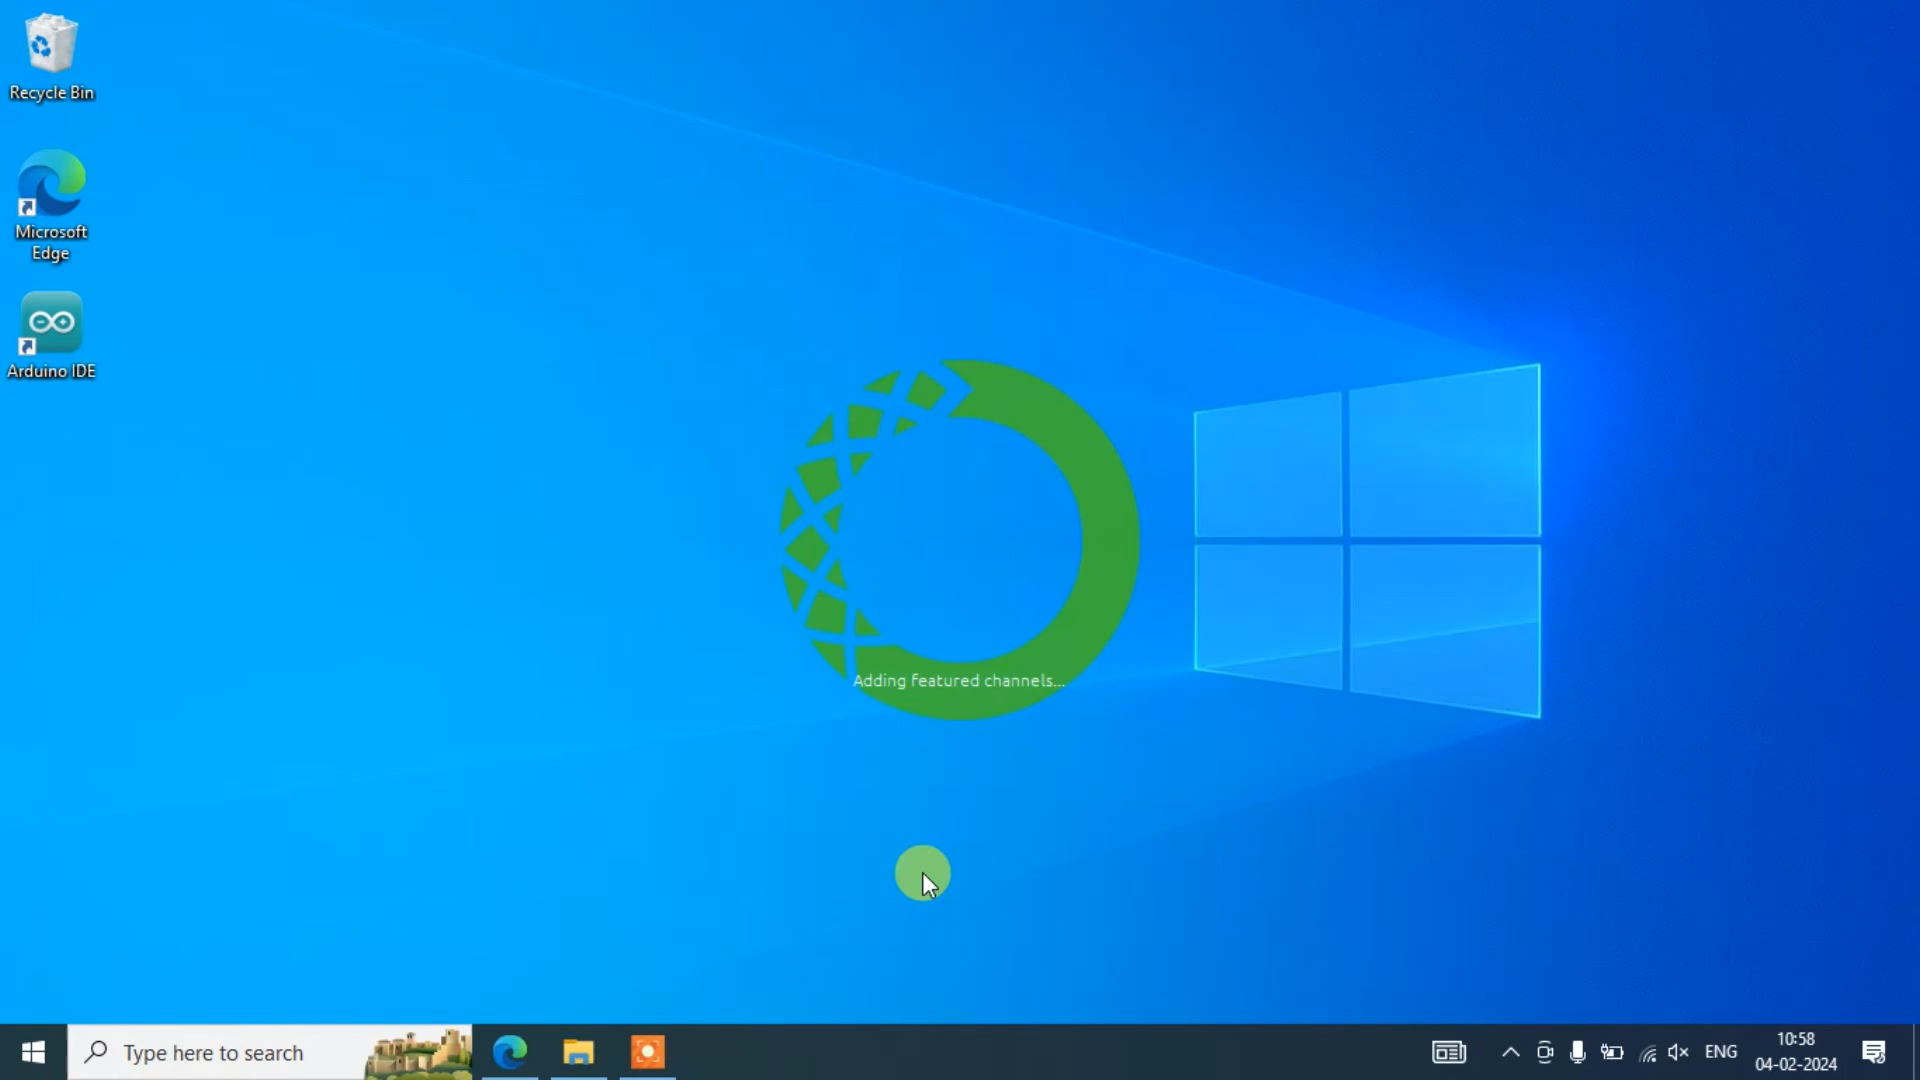 Recycle Bin
Microsoft
Edge
Arduino IDE
Adding featured channels...
Type here to search
ENG
10:58
04-02-2024